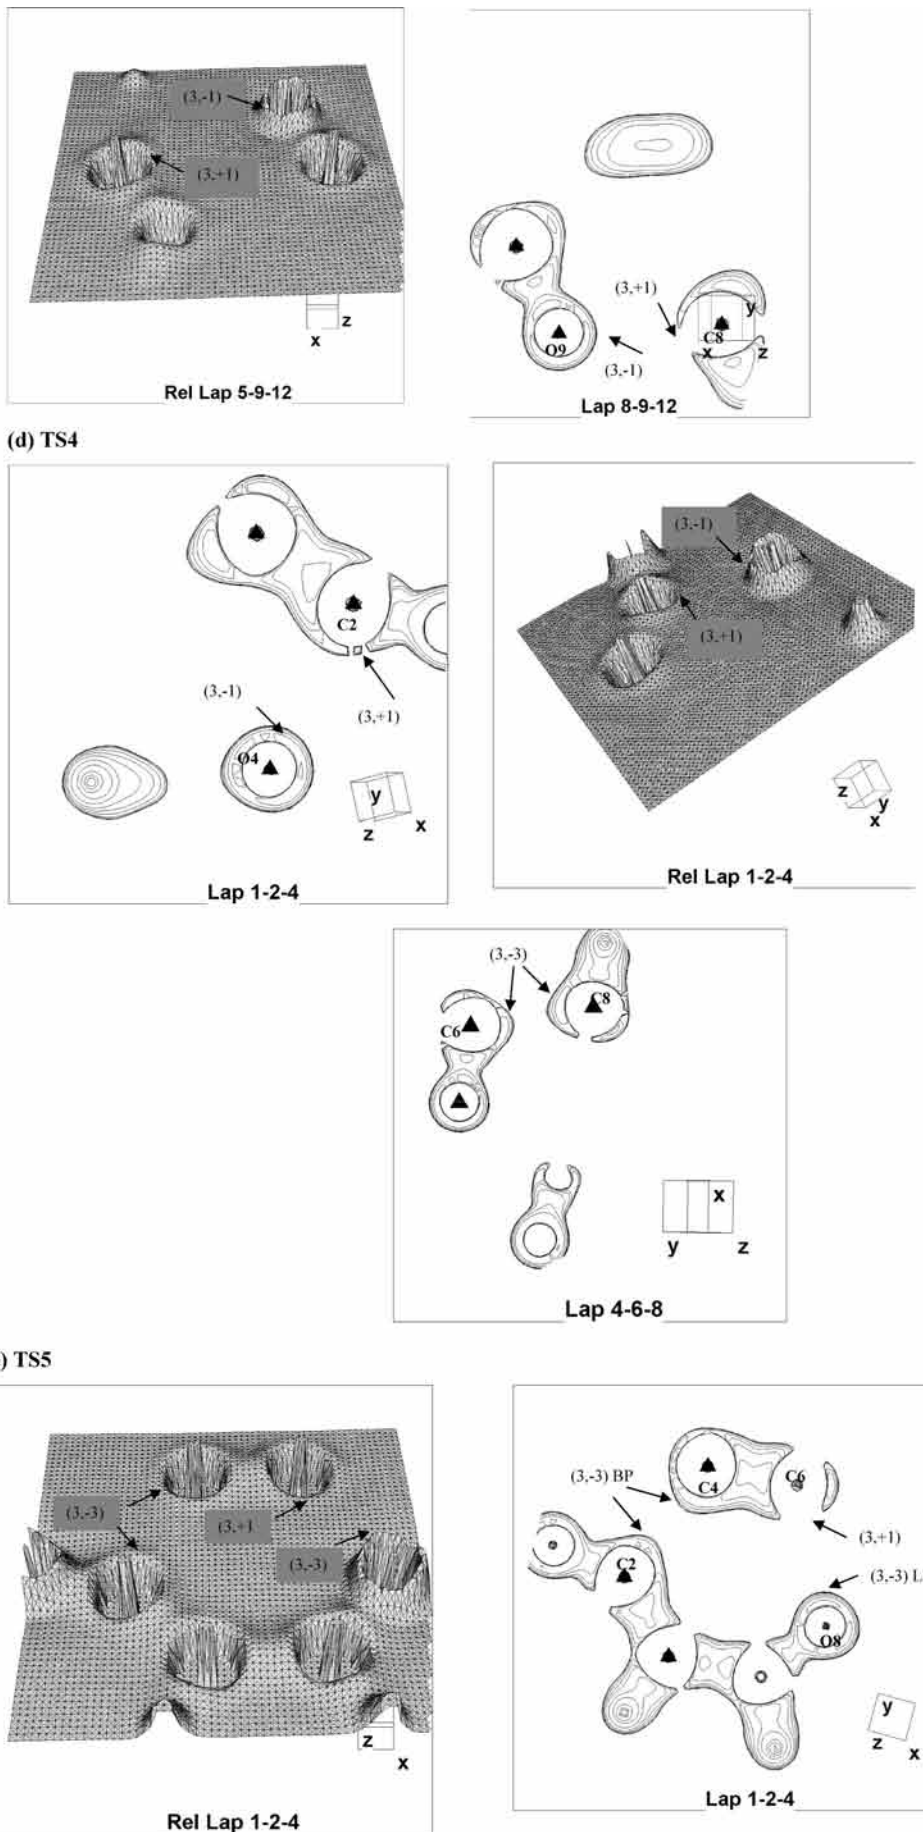 (3,-1)
(3,+1)
z
x
Rel Lap 5-9-12
(3,+1)
y
C8
O9
x
z
(3,-1)
Lap 8-9-12
(d) TS4
C2
(3,-1)
(3,+1)
O4
y
x
z
Lap 1-2-4
(3,-1)
(3,+1)
z
y
x
Rel Lap 1-2-4
(3,-3)
C8
C6
x
y
z
Lap 4-6-8
) TS5
(3,-3)
(3,+1
(3,-3)
z
x
Rel Lap 1-2-4
(3,-3) BP
C4
C6
(3,+1)
C2
(3,-3) L
O8
y
z
x
Lap 1-2-4